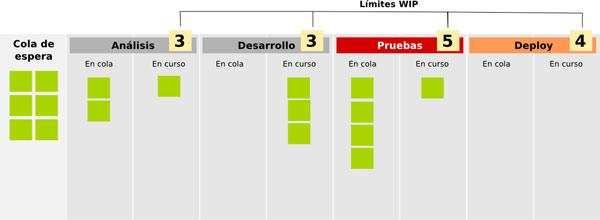 Límites WIP
Cola de
espera
Análisis 3
Desarrollo 3
Pruebas 5
Deploy 4
En cola
En curso
En cola
En curso
En cola
En curso
En cola
En curso